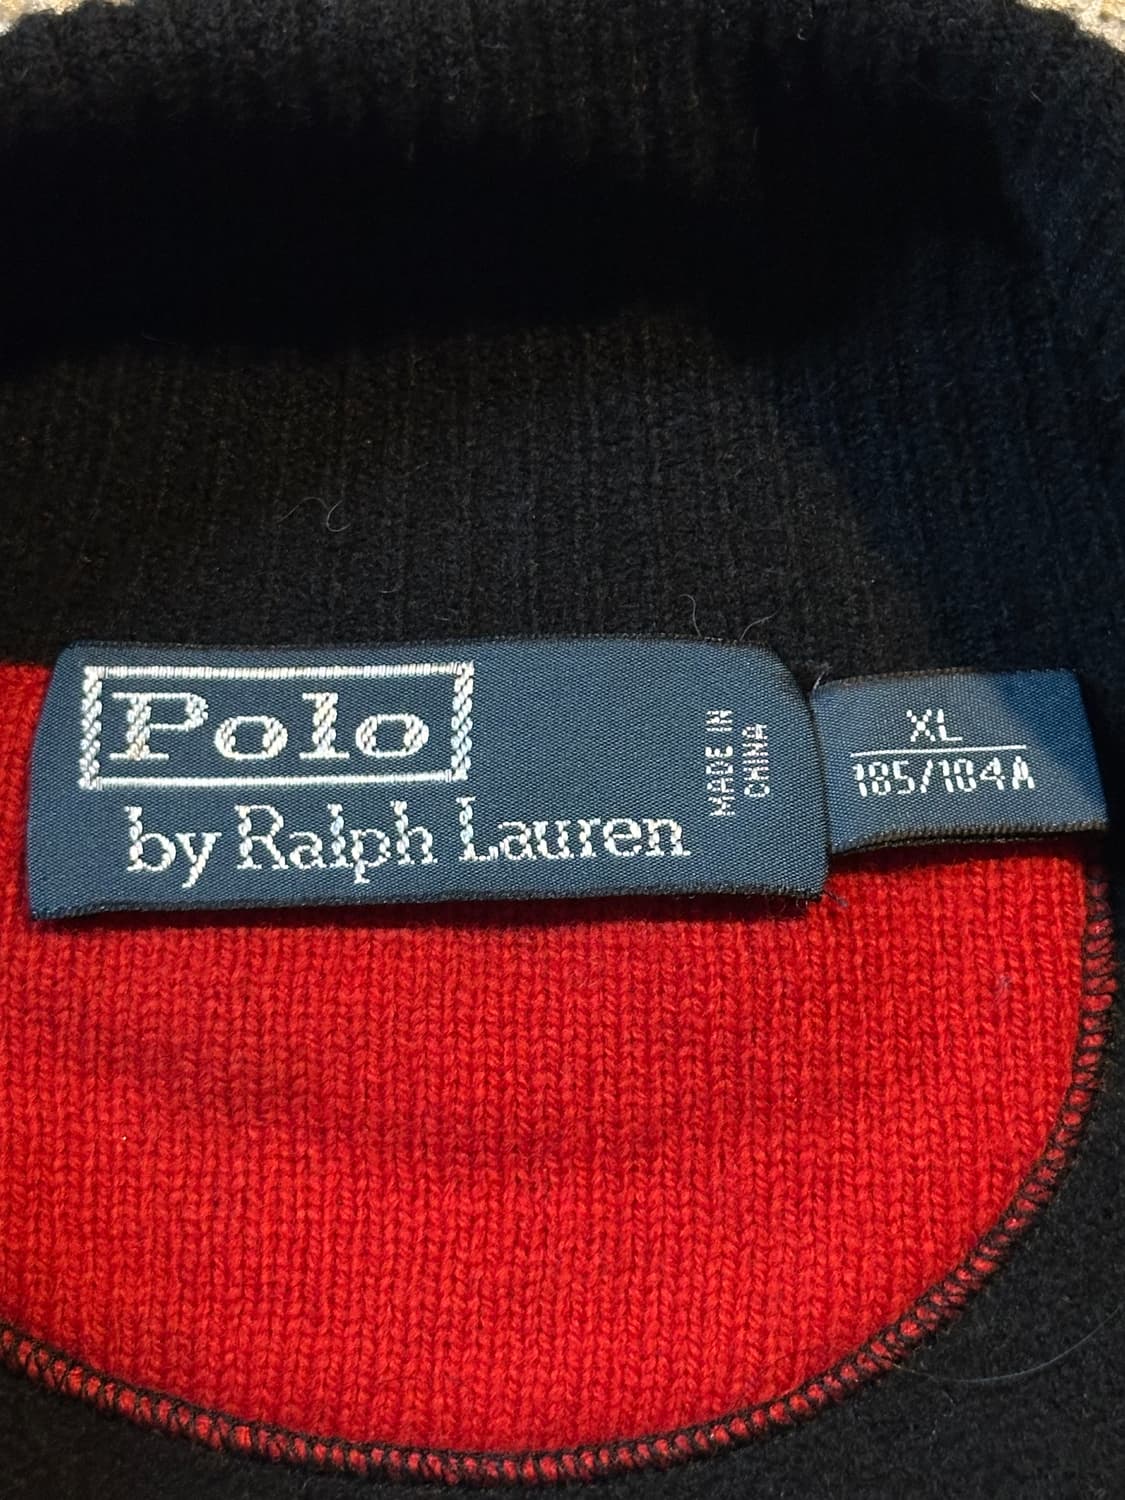 Polo
by Ralph Lauren
MADE IN
CHINA
XL
185/104A